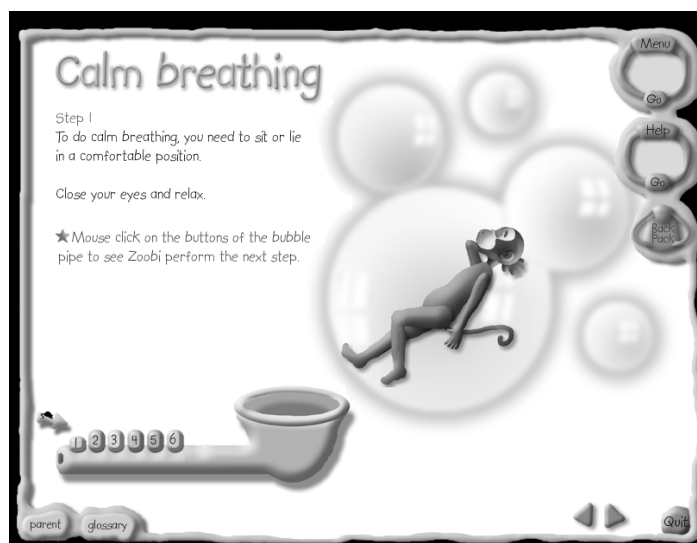 Calm breathing
Step 1
To do calm breathing, you need to sit or lie
in a comfortable position.
Close your eyes and relax.
Mouse click on the buttons of the bubble
pipe to see Zoobi perform the next step.
Menu
Go
Help
Go
Back
Pack
1 2 3 4 5 6
parent glossary
Quit